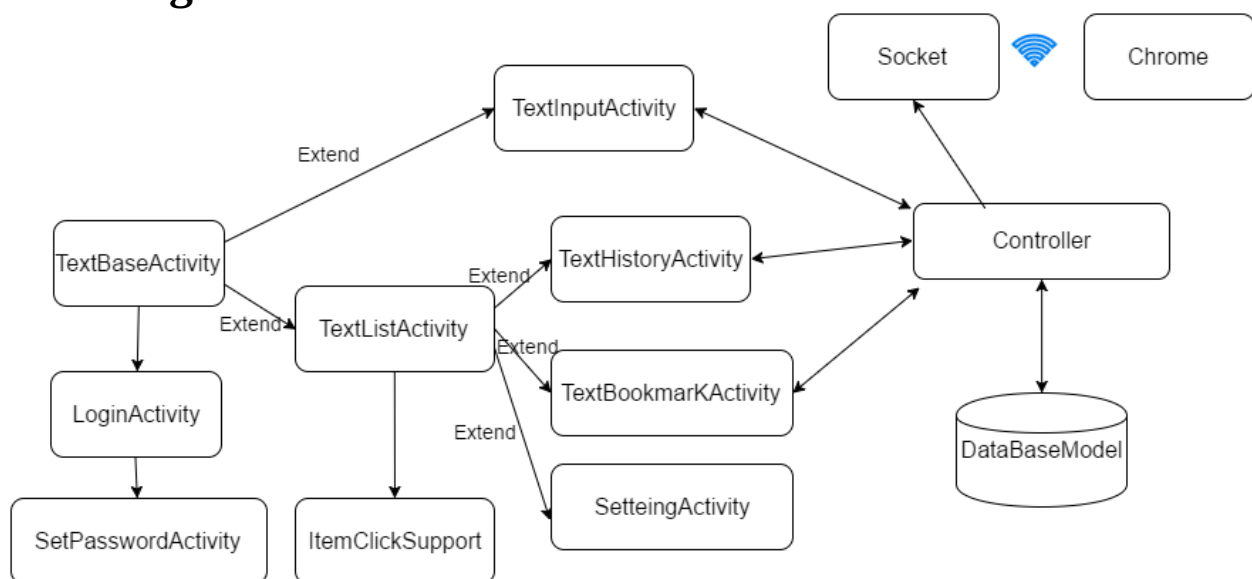 Socket
Chrome
TextInputActivity
Extend
Controller
TextBaseActivity
TextHistoryActivity
Extend
Extend
TextListActivity
Extend
TextBookmarKActivity
LoginActivity
Extend
DataBaseModel
SetteingActivity
SetPasswordActivity
ItemClickSupport